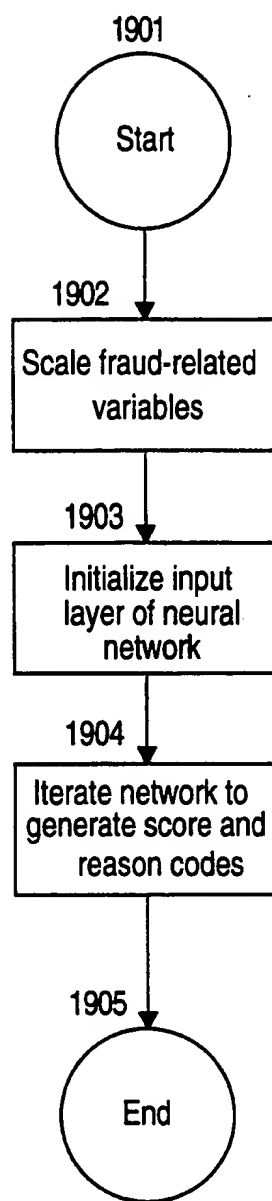 1901
Start
1902
Scale fraud-related
variables
1903
Initialize input
layer of neural
network
1904
Iterate network to
generate score and
reason codes
1905
End